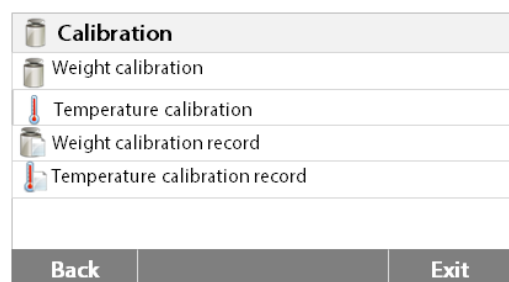 Calibration
Weight calibration
Temperature calibration
Weight calibration record
Temperature calibration record
Back Exit